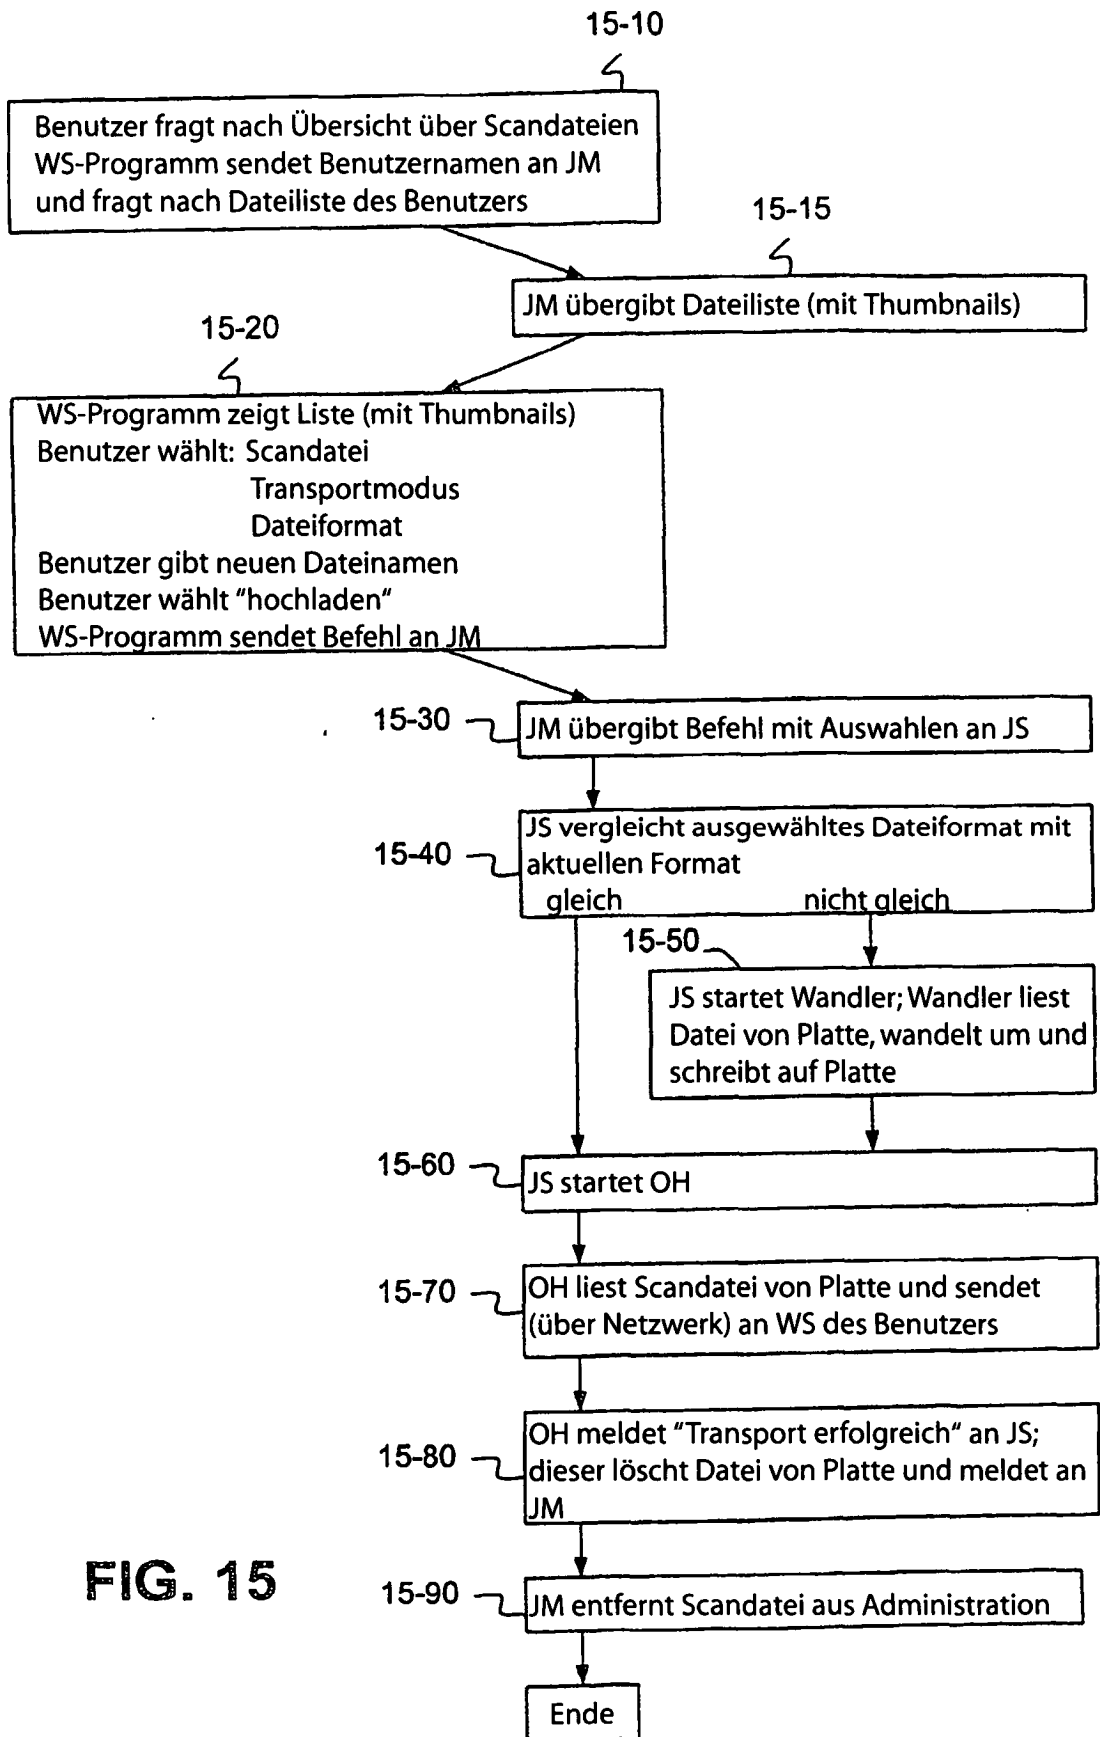 15-10
Benutzer fragt nach Übersicht über Scandateien
WS-Programm sendet Benutzernamen an JM
und fragt nach Dateiliste des Benutzers
15-15
JM übergibt Dateiliste (mit Thumbnails)
15-20
WS-Programm zeigt Liste (mit Thumbnails)
Benutzer wählt: Scandatei
Transportmodus
Dateiformat
Benutzer gibt neuen Dateinamen
Benutzer wählt "hochladen"
WS-Programm sendet Befehl an JM
15-30
JM übergibt Befehl mit Auswahlen an JS
15-40
JS vergleicht ausgewähltes Dateiformat mit
aktuellen Format
gleich nicht gleich
15-50
JS startet Wandler; Wandler liest
Datei von Platte, wandelt um und
schreibt auf Platte
15-60
JS startet OH
15-70
OH liest Scandatei von Platte und sendet
(über Netzwerk) an WS des Benutzers
15-80
OH meldet "Transport erfolgreich" an JS;
dieser löscht Datei von Platte und meldet an
JM
15-90
JM entfernt Scandatei aus Administration
Ende
FIG. 15